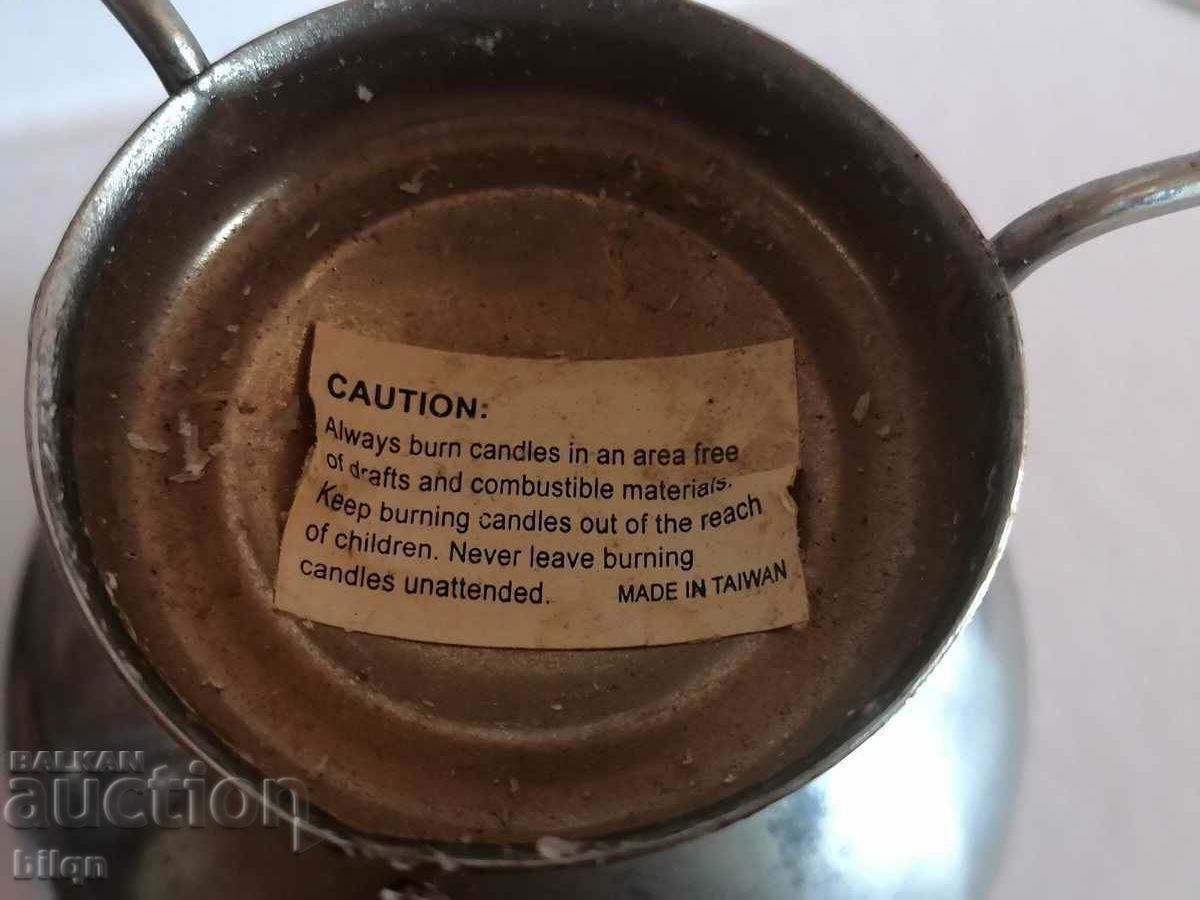 CAUTION:
Always burn candles in an area free
of drafts and combustible materials.
Keep burning candles out of the reach
of children. Never leave burning
candles unattended. MADE IN TAIWAN
BALKAN
auction
bilqn